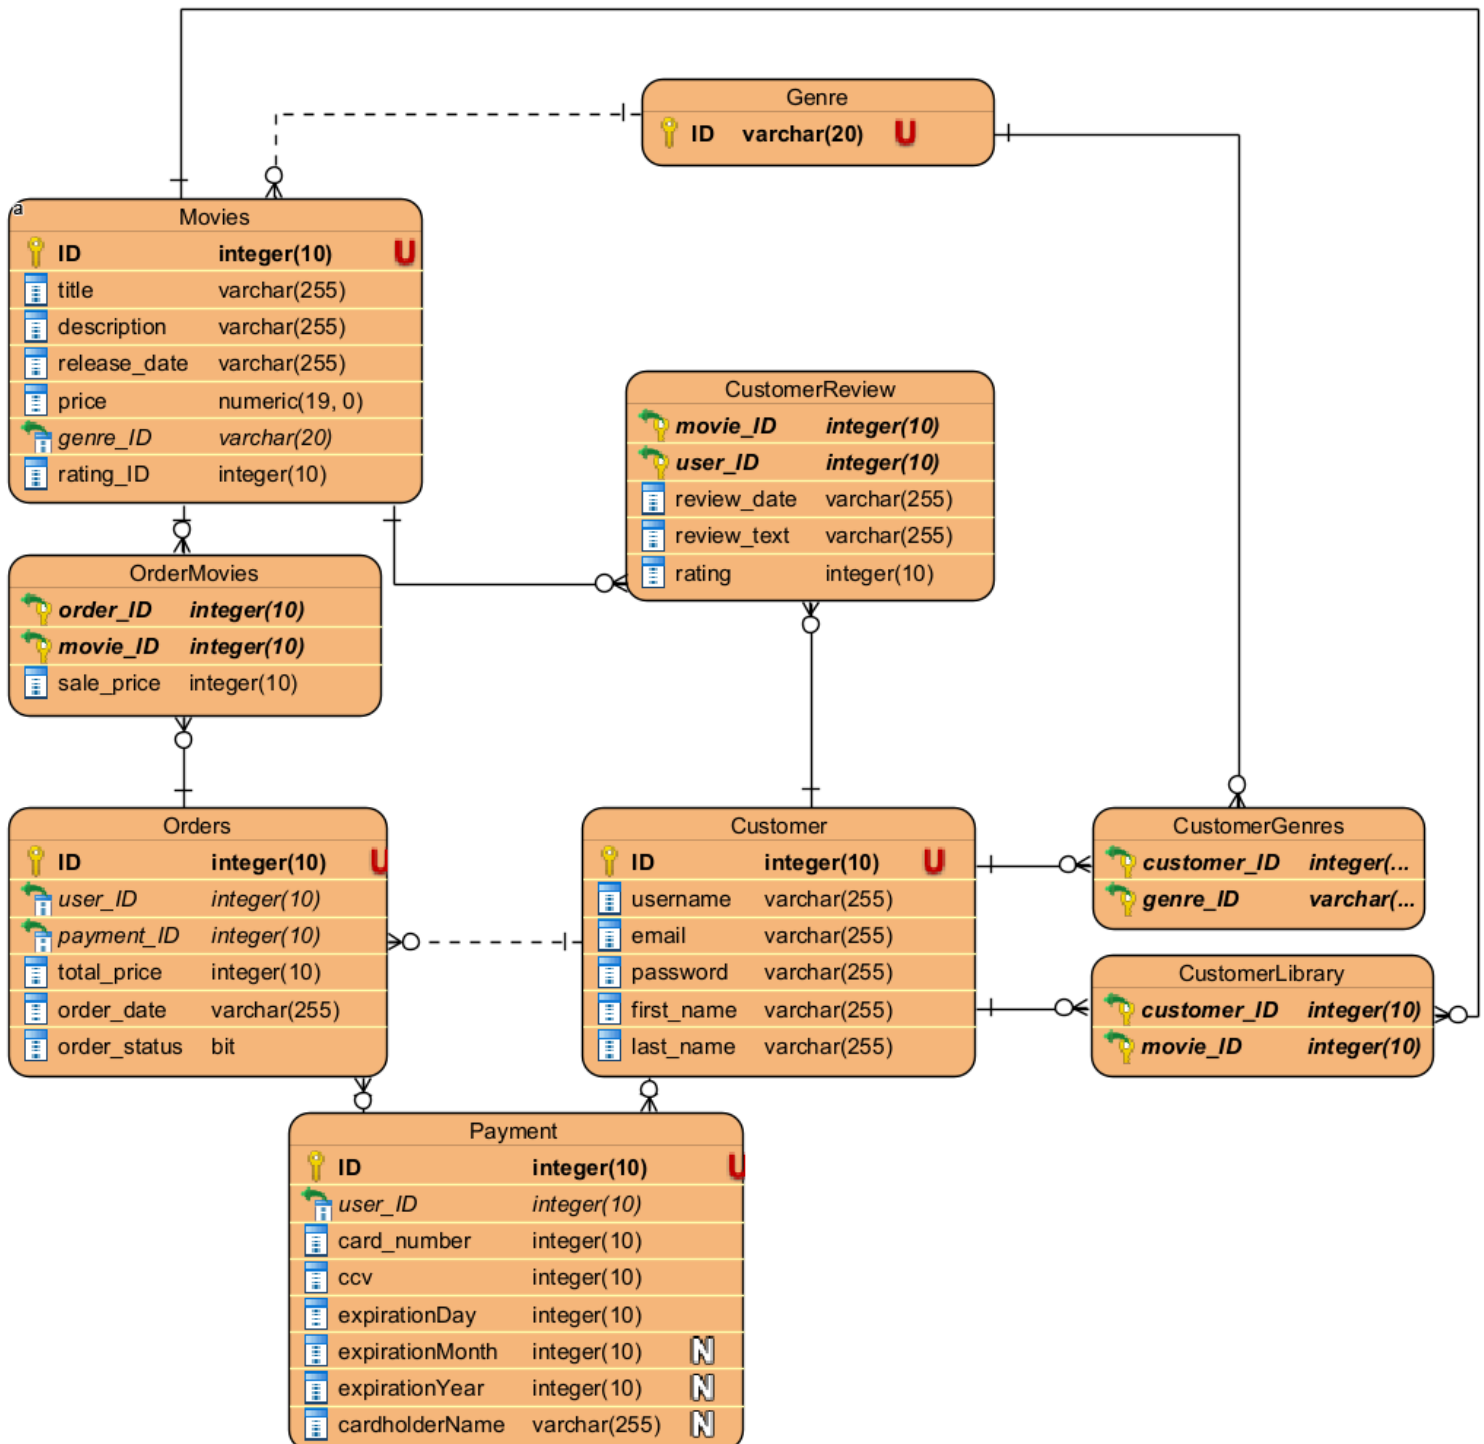 Genre
ID varchar(20) U
a
Movies
ID integer(10) U
title varchar(255)
description varchar(255)
release_date varchar(255)
price numeric(19, 0)
genre_ID varchar(20)
rating_ID integer(10)
CustomerReview
movie_ID integer(10)
user_ID integer(10)
review_date varchar(255)
review_text varchar(255)
rating integer(10)
OrderMovies
order_ID integer(10)
movie_ID integer(10)
sale_price integer(10)
Orders
ID integer(10) U
user_ID integer(10)
payment_ID integer(10)
total_price integer(10)
order_date varchar(255)
order_status bit
Customer
ID integer(10) U
username varchar(255)
email varchar(255)
password varchar(255)
first_name varchar(255)
last_name varchar(255)
CustomerGenres
customer_ID integer(...
genre_ID varchar(...
CustomerLibrary
customer_ID integer(10)
movie_ID integer(10)
Payment
ID integer(10) U
user_ID integer(10)
card_number integer(10)
ccv integer(10)
expirationDay integer(10)
expirationMonth integer(10) N
expirationYear integer(10) N
cardholderName varchar(255) N